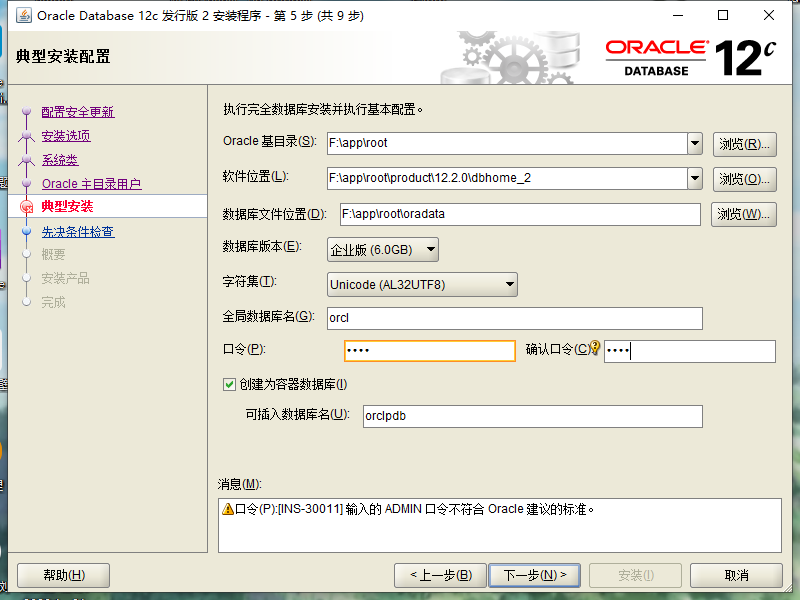 Oracle Database 12c 发行版 2 安装程序 - 第 5 步 (共 9 步)
典型安装配置
ORACLE
DATABASE
12c
配置安全更新
安装选项
系统类
Oracle 主目录用户
典型安装
先决条件检查
概要
安装产品
完成
执行完全数据库安装并执行基本配置。
Oracle 基目录(S): F:\app\root 浏览(R)...
软件位置(L): F:\app\root\product\12.2.0\dbhome_2 浏览(O)...
数据库文件位置(D): F:\app\root\oradata 浏览(W)...
数据库版本(E): 企业版 (6.0GB)
字符集(T): Unicode (AL32UTF8)
全局数据库名(G): orcl
口令(P): •••• 确认口令(C) ••••
创建为容器数据库(I)
可插入数据库名(U): orclpdb
消息(M):
口令(P):[INS-30011] 输入的 ADMIN 口令不符合 Oracle 建议的标准。
帮助(H) < 上一步(B) 下一步(N) > 安装(I) 取消